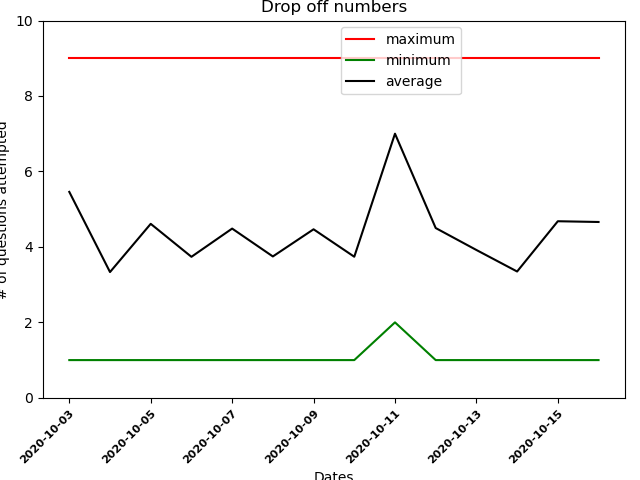 Drop off numbers
10
8
6
4
2
0
# of questions attempted
maximum
minimum
average
2020-10-03
2020-10-05
2020-10-07
2020-10-09
2020-10-11
2020-10-13
2020-10-15
Dates